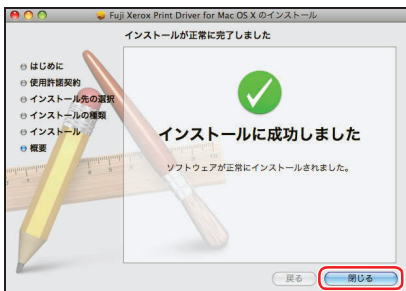 Fuji Xerox Print Driver for Mac OS X のインストール
インストールが正常に完了しました
はじめに
使用許諾契約
インストール先の選択
インストールの種類
インストール
概要
インストールに成功しました
ソフトウェアが正常にインストールされました。
戻る
閉じる